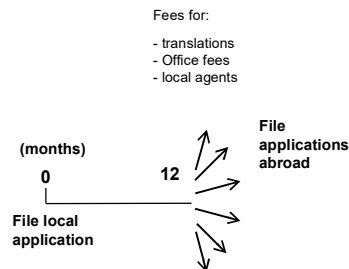 Fees for:
- translations
- Office fees
- local agents
File
applications
abroad
(months)
0
12
File local
application